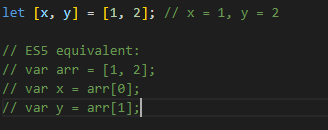 let [x, y] = [1, 2]; // x = 1, y = 2
// ES5 equivalent:
// var arr = [1, 2];
// var x = arr[0];
// var y = arr[1];